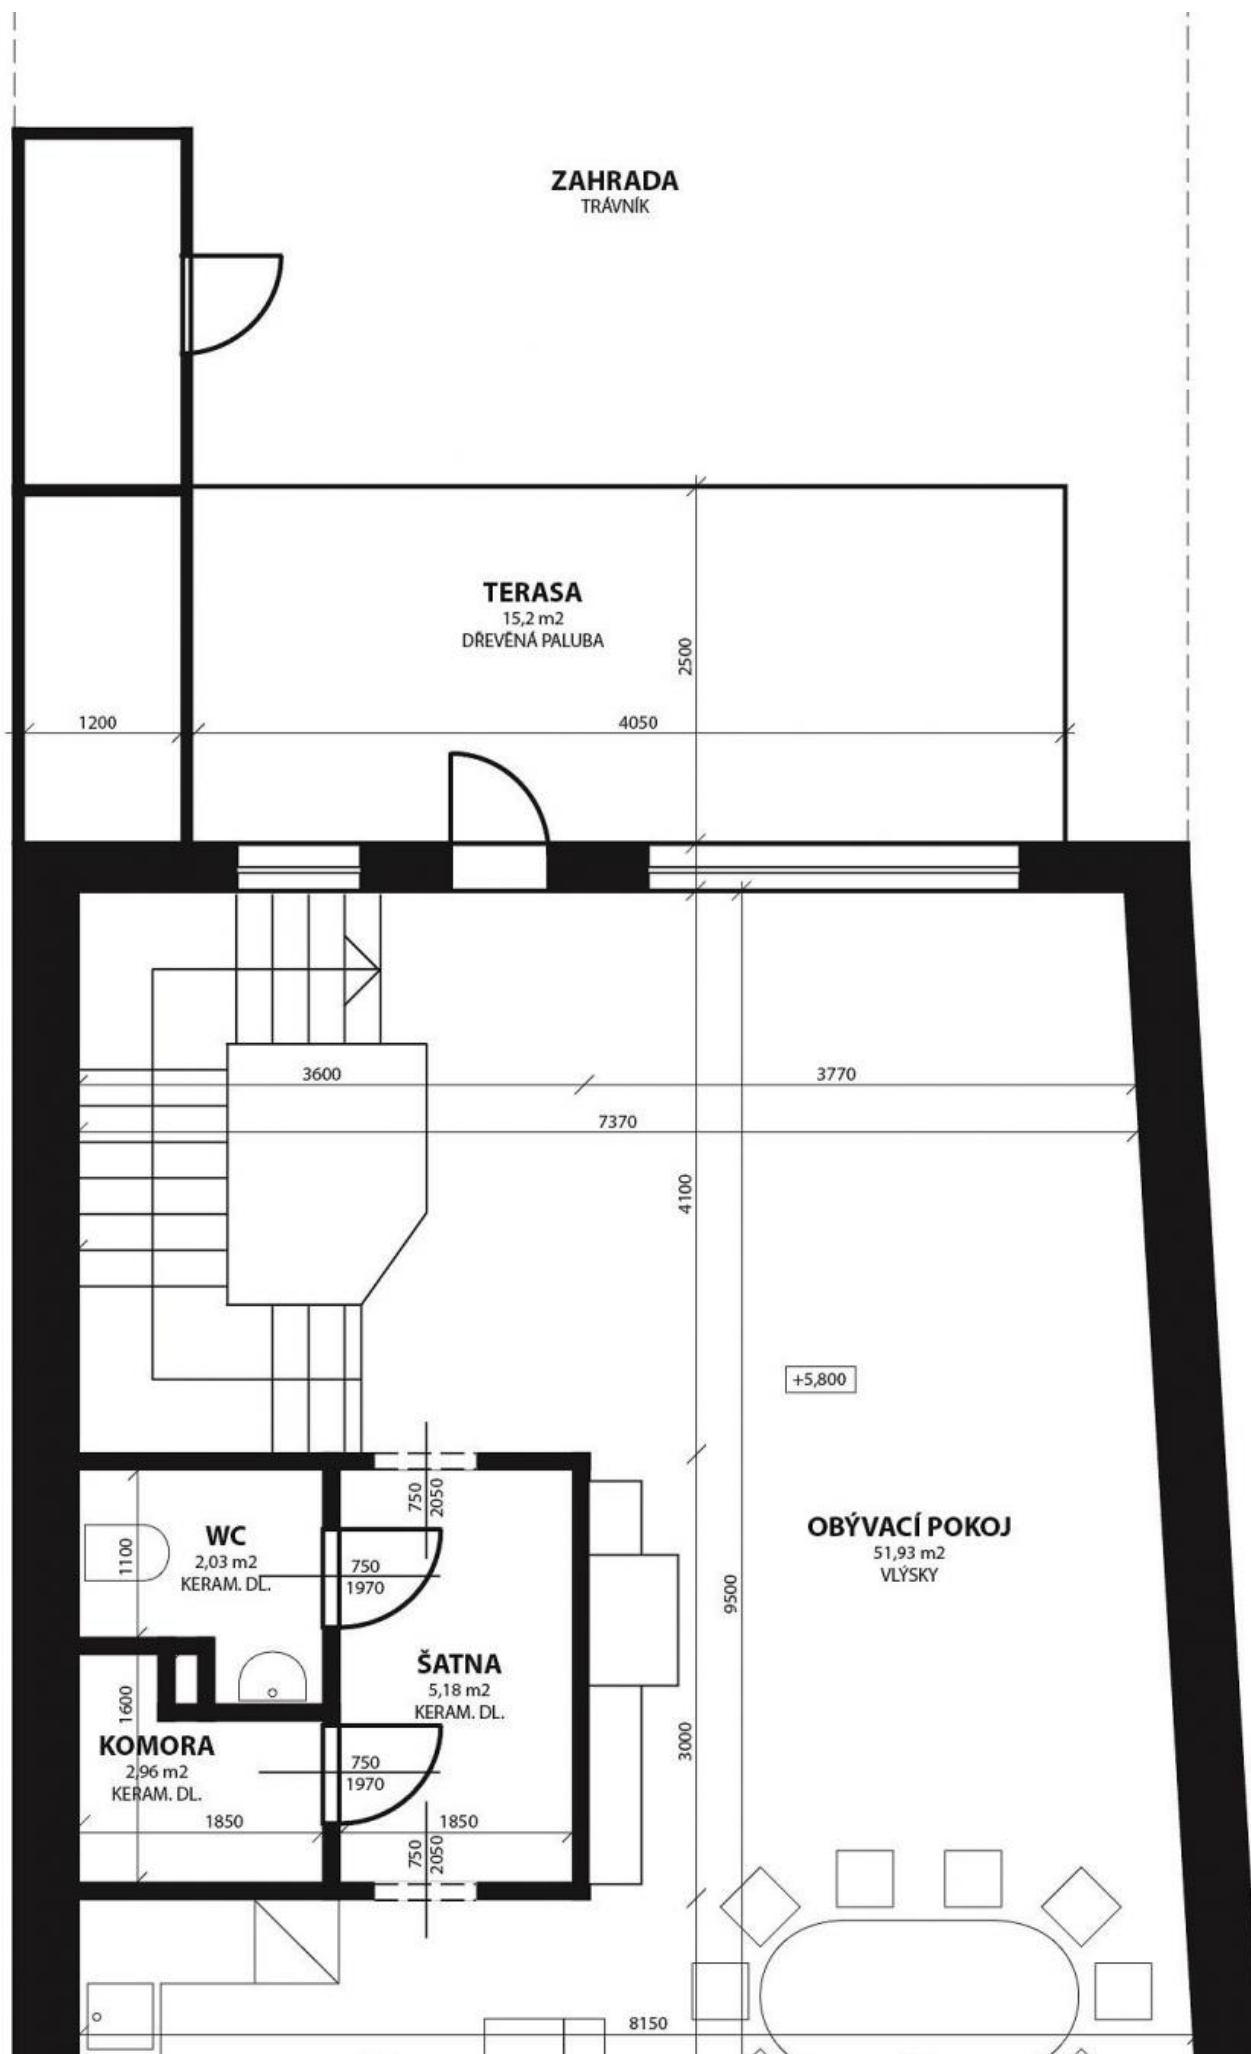 ZAHRADA
TRÁVNÍK
TERASA
15,2 m2
DŘEVĚNÁ PALUBA
2500
1200
4050
3600
3770
7370
4100
+5,800
750
2050
WC
2,03 m2
KERAM. DL.
1100
750
1970
OBÝVACÍ POKOJ
51,93 m2
VLÝSKY
9500
ŠATNA
5,18 m2
KERAM. DL.
1600
KOMORA
2,96 m2
KERAM. DL.
750
1970
3000
1850
1850
750
2050
8150